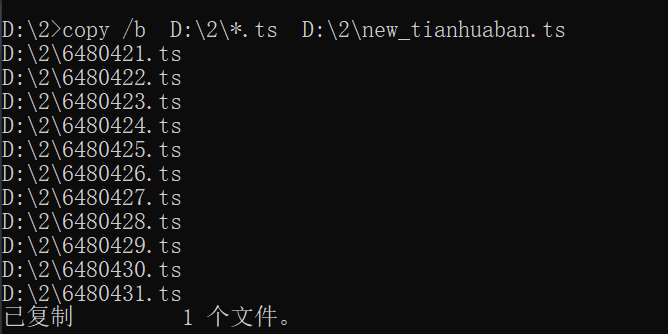 D:\2>copy /b  D:\2\*.ts  D:\2\new_tianhuaban.ts
D:\2\6480421.ts
D:\2\6480422.ts
D:\2\6480423.ts
D:\2\6480424.ts
D:\2\6480425.ts
D:\2\6480426.ts
D:\2\6480427.ts
D:\2\6480428.ts
D:\2\6480429.ts
D:\2\6480430.ts
D:\2\6480431.ts
已复制         1 个文件。